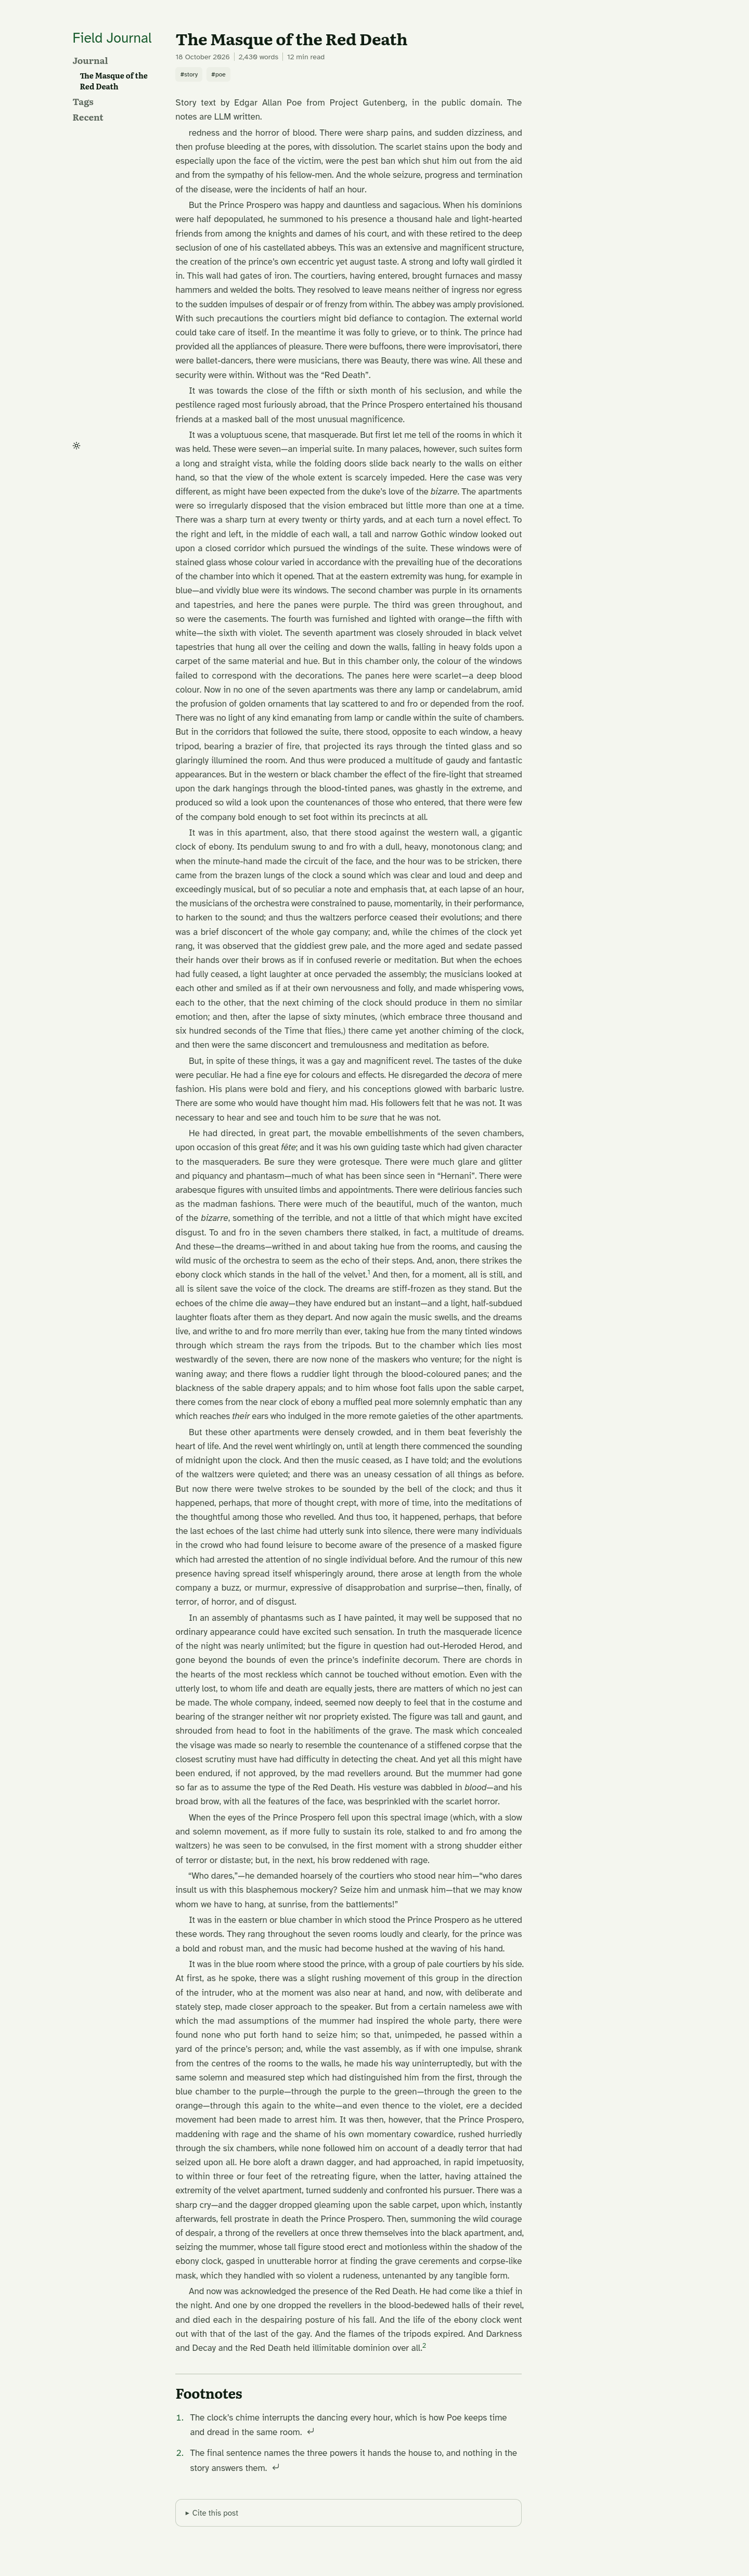 Field Journal
Journal
The Masque of the
Red Death
Tags
Recent
The Masque of the Red Death
18 October 2026 | 2,430 words | 12 min read
#story #poe
Story text by Edgar Allan Poe from Project Gutenberg, in the public domain. The
notes are LLM written.
redness and the horror of blood. There were sharp pains, and sudden dizziness, and
then profuse bleeding at the pores, with dissolution. The scarlet stains upon the body and
especially upon the face of the victim, were the pest ban which shut him out from the aid
and from the sympathy of his fellow-men. And the whole seizure, progress and termination
of the disease, were the incidents of half an hour.
But the Prince Prospero was happy and dauntless and sagacious. When his dominions
were half depopulated, he summoned to his presence a thousand hale and light-hearted
friends from among the knights and dames of his court, and with these retired to the deep
seclusion of one of his castellated abbeys. This was an extensive and magnificent structure,
the creation of the prince's own eccentric yet august taste. A strong and lofty wall girdled it
in. This wall had gates of iron. The courtiers, having entered, brought furnaces and massy
hammers and welded the bolts. They resolved to leave means neither of ingress nor egress
to the sudden impulses of despair or of frenzy from within. The abbey was amply provisioned.
With such precautions the courtiers might bid defiance to contagion. The external world
could take care of itself. In the meantime it was folly to grieve, or to think. The prince had
provided all the appliances of pleasure. There were buffoons, there were improvisatori, there
were ballet-dancers, there were musicians, there was Beauty, there was wine. All these and
security were within. Without was the “Red Death”.
It was towards the close of the fifth or sixth month of his seclusion, and while the
pestilence raged most furiously abroad, that the Prince Prospero entertained his thousand
friends at a masked ball of the most unusual magnificence.
It was a voluptuous scene, that masquerade. But first let me tell of the rooms in which it
was held. These were seven—an imperial suite. In many palaces, however, such suites form
a long and straight vista, while the folding doors slide back nearly to the walls on either
hand, so that the view of the whole extent is scarcely impeded. Here the case was very
different, as might have been expected from the duke's love of the bizarre. The apartments
were so irregularly disposed that the vision embraced but little more than one at a time.
There was a sharp turn at every twenty or thirty yards, and at each turn a novel effect. To
the right and left, in the middle of each wall, a tall and narrow Gothic window looked out
upon a closed corridor which pursued the windings of the suite. These windows were of
stained glass whose colour varied in accordance with the prevailing hue of the decorations
of the chamber into which it opened. That at the eastern extremity was hung, for example in
blue—and vividly blue were its windows. The second chamber was purple in its ornaments
and tapestries, and here the panes were purple. The third was green throughout, and
so were the casements. The fourth was furnished and lighted with orange—the fifth with
white—the sixth with violet. The seventh apartment was closely shrouded in black velvet
tapestries that hung all over the ceiling and down the walls, falling in heavy folds upon a
carpet of the same material and hue. But in this chamber only, the colour of the windows
failed to correspond with the decorations. The panes here were scarlet—a deep blood
colour. Now in no one of the seven apartments was there any lamp or candelabrum, amid
the profusion of golden ornaments that lay scattered to and fro or depended from the roof.
There was no light of any kind emanating from lamp or candle within the suite of chambers.
But in the corridors that followed the suite, there stood, opposite to each window, a heavy
tripod, bearing a brazier of fire, that projected its rays through the tinted glass and so
glaringly illumined the room. And thus were produced a multitude of gaudy and fantastic
appearances. But in the western or black chamber the effect of the fire-light that streamed
upon the dark hangings through the blood-tinted panes, was ghastly in the extreme, and
produced so wild a look upon the countenances of those who entered, that there were few
of the company bold enough to set foot within its precincts at all.
It was in this apartment, also, that there stood against the western wall, a gigantic
clock of ebony. Its pendulum swung to and fro with a dull, heavy, monotonous clang; and
when the minute-hand made the circuit of the face, and the hour was to be stricken, there
came from the brazen lungs of the clock a sound which was clear and loud and deep and
exceedingly musical, but of so peculiar a note and emphasis that, at each lapse of an hour,
the musicians of the orchestra were constrained to pause, momentarily, in their performance,
to harken to the sound; and thus the waltzers perforce ceased their evolutions; and there
was a brief disconcert of the whole gay company; and, while the chimes of the clock yet
rang, it was observed that the giddiest grew pale, and the more aged and sedate passed
their hands over their brows as if in confused reverie or meditation. But when the echoes
had fully ceased, a light laughter at once pervaded the assembly; the musicians looked at
each other and smiled as if at their own nervousness and folly, and made whispering vows,
each to the other, that the next chiming of the clock should produce in them no similar
emotion; and then, after the lapse of sixty minutes, (which embrace three thousand and
six hundred seconds of the Time that flies,) there came yet another chiming of the clock,
and then were the same disconcert and tremulousness and meditation as before.
But, in spite of these things, it was a gay and magnificent revel. The tastes of the duke
were peculiar. He had a fine eye for colours and effects. He disregarded the decora of mere
fashion. His plans were bold and fiery, and his conceptions glowed with barbaric lustre.
There are some who would have thought him mad. His followers felt that he was not. It was
necessary to hear and see and touch him to be sure that he was not.
He had directed, in great part, the movable embellishments of the seven chambers,
upon occasion of this great fête; and it was his own guiding taste which had given character
to the masqueraders. Be sure they were grotesque. There were much glare and glitter
and piquancy and phantasm—much of what has been since seen in “Hernani”. There were
arabesque figures with unsuited limbs and appointments. There were delirious fancies such
as the madman fashions. There were much of the beautiful, much of the wanton, much
of the bizarre, something of the terrible, and not a little of that which might have excited
disgust. To and fro in the seven chambers there stalked, in fact, a multitude of dreams.
And these—the dreams—writhed in and about taking hue from the rooms, and causing the
wild music of the orchestra to seem as the echo of their steps. And, anon, there strikes the
ebony clock which stands in the hall of the velvet.1 And then, for a moment, all is still, and
all is silent save the voice of the clock. The dreams are stiff-frozen as they stand. But the
echoes of the chime die away—they have endured but an instant—and a light, half-subdued
laughter floats after them as they depart. And now again the music swells, and the dreams
live, and writhe to and fro more merrily than ever, taking hue from the many tinted windows
through which stream the rays from the tripods. But to the chamber which lies most
westwardly of the seven, there are now none of the maskers who venture; for the night is
waning away; and there flows a ruddier light through the blood-coloured panes; and the
blackness of the sable drapery appals; and to him whose foot falls upon the sable carpet,
there comes from the near clock of ebony a muffled peal more solemnly emphatic than any
which reaches their ears who indulged in the more remote gaieties of the other apartments.
But these other apartments were densely crowded, and in them beat feverishly the
heart of life. And the revel went whirlingly on, until at length there commenced the sounding
of midnight upon the clock. And then the music ceased, as I have told; and the evolutions
of the waltzers were quieted; and there was an uneasy cessation of all things as before.
But now there were twelve strokes to be sounded by the bell of the clock; and thus it
happened, perhaps, that more of thought crept, with more of time, into the meditations of
the thoughtful among those who revelled. And thus too, it happened, perhaps, that before
the last echoes of the last chime had utterly sunk into silence, there were many individuals
in the crowd who had found leisure to become aware of the presence of a masked figure
which had arrested the attention of no single individual before. And the rumour of this new
presence having spread itself whisperingly around, there arose at length from the whole
company a buzz, or murmur, expressive of disapprobation and surprise—then, finally, of
terror, of horror, and of disgust.
In an assembly of phantasms such as I have painted, it may well be supposed that no
ordinary appearance could have excited such sensation. In truth the masquerade licence
of the night was nearly unlimited; but the figure in question had out-Heroded Herod, and
gone beyond the bounds of even the prince's indefinite decorum. There are chords in
the hearts of the most reckless which cannot be touched without emotion. Even with the
utterly lost, to whom life and death are equally jests, there are matters of which no jest can
be made. The whole company, indeed, seemed now deeply to feel that in the costume and
bearing of the stranger neither wit nor propriety existed. The figure was tall and gaunt, and
shrouded from head to foot in the habiliments of the grave. The mask which concealed
the visage was made so nearly to resemble the countenance of a stiffened corpse that the
closest scrutiny must have had difficulty in detecting the cheat. And yet all this might have
been endured, if not approved, by the mad revellers around. But the mummer had gone
so far as to assume the type of the Red Death. His vesture was dabbled in blood—and his
broad brow, with all the features of the face, was besprinkled with the scarlet horror.
When the eyes of the Prince Prospero fell upon this spectral image (which, with a slow
and solemn movement, as if more fully to sustain its role, stalked to and fro among the
waltzers) he was seen to be convulsed, in the first moment with a strong shudder either
of terror or distaste; but, in the next, his brow reddened with rage.
“Who dares,”—he demanded hoarsely of the courtiers who stood near him—“who dares
insult us with this blasphemous mockery? Seize him and unmask him—that we may know
whom we have to hang, at sunrise, from the battlements!”
It was in the eastern or blue chamber in which stood the Prince Prospero as he uttered
these words. They rang throughout the seven rooms loudly and clearly, for the prince was
a bold and robust man, and the music had become hushed at the waving of his hand.
It was in the blue room where stood the prince, with a group of pale courtiers by his side.
At first, as he spoke, there was a slight rushing movement of this group in the direction
of the intruder, who at the moment was also near at hand, and now, with deliberate and
stately step, made closer approach to the speaker. But from a certain nameless awe with
which the mad assumptions of the mummer had inspired the whole party, there were
found none who put forth hand to seize him; so that, unimpeded, he passed within a
yard of the prince's person; and, while the vast assembly, as if with one impulse, shrank
from the centres of the rooms to the walls, he made his way uninterruptedly, but with the
same solemn and measured step which had distinguished him from the first, through the
blue chamber to the purple—through the purple to the green—through the green to the
orange—through this again to the white—and even thence to the violet, ere a decided
movement had been made to arrest him. It was then, however, that the Prince Prospero,
maddening with rage and the shame of his own momentary cowardice, rushed hurriedly
through the six chambers, while none followed him on account of a deadly terror that had
seized upon all. He bore aloft a drawn dagger, and had approached, in rapid impetuosity,
to within three or four feet of the retreating figure, when the latter, having attained the
extremity of the velvet apartment, turned suddenly and confronted his pursuer. There was a
sharp cry—and the dagger dropped gleaming upon the sable carpet, upon which, instantly
afterwards, fell prostrate in death the Prince Prospero. Then, summoning the wild courage
of despair, a throng of the revellers at once threw themselves into the black apartment, and,
seizing the mummer, whose tall figure stood erect and motionless within the shadow of the
ebony clock, gasped in unutterable horror at finding the grave cerements and corpse-like
mask, which they handled with so violent a rudeness, untenanted by any tangible form.
And now was acknowledged the presence of the Red Death. He had come like a thief in
the night. And one by one dropped the revellers in the blood-bedewed halls of their revel,
and died each in the despairing posture of his fall. And the life of the ebony clock went
out with that of the last of the gay. And the flames of the tripods expired. And Darkness
and Decay and the Red Death held illimitable dominion over all.2
Footnotes
1. The clock's chime interrupts the dancing every hour, which is how Poe keeps time
and dread in the same room. ↵
2. The final sentence names the three powers it hands the house to, and nothing in the
story answers them. ↵
▸ Cite this post